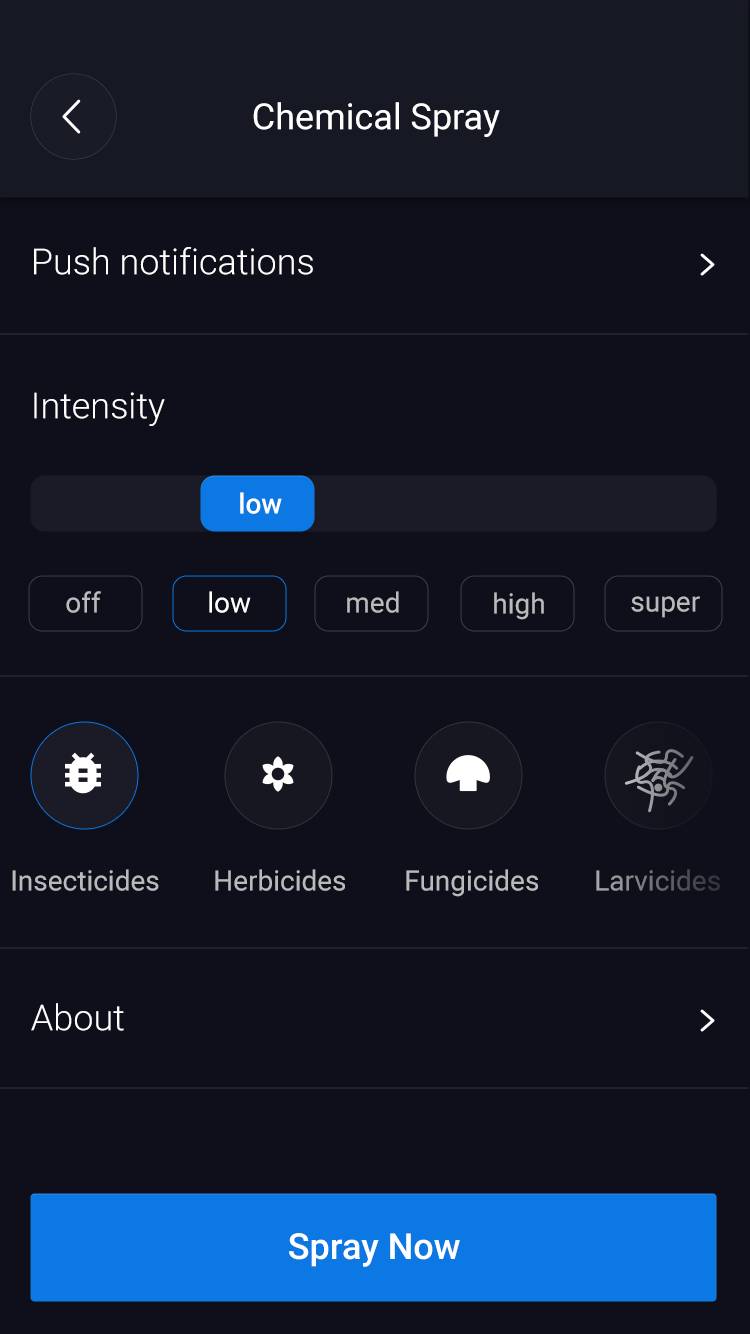 Chemical Spray
Push notifications
Intensity
low
off low med high super
Insecticides Herbicides Fungicides Larvicides
About
Spray Now